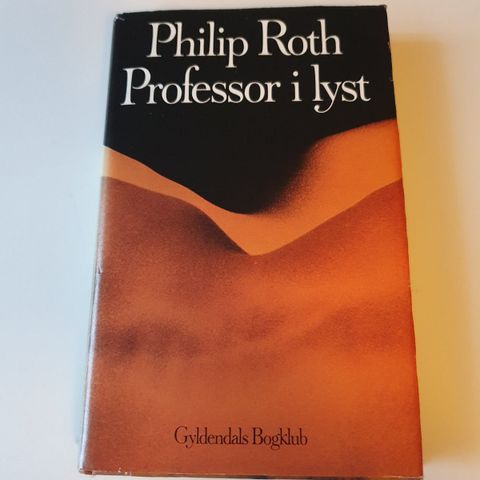 Philip Roth
Professor i lyst
Gyldendals Bogklub